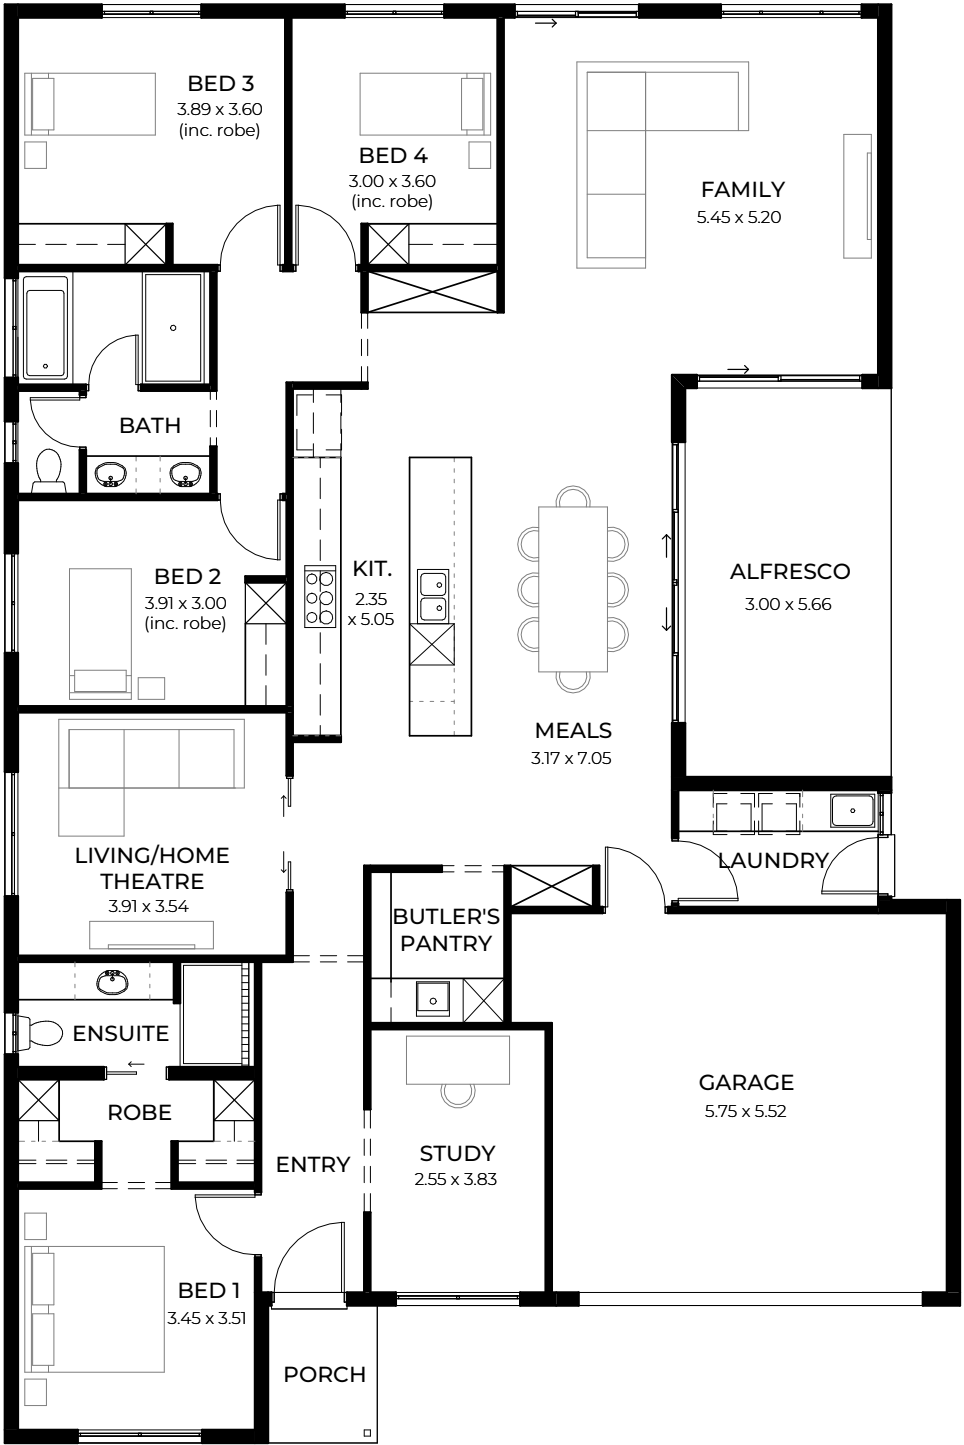 BED 3
3.89 x 3.60
(inc. robe)
BED 4
3.00 x 3.60
(inc. robe)
FAMILY
5.45 x 5.20
BATH
BED 2
3.91 x 3.00
(inc. robe)
KIT.
2.35
x 5.05
ALFRESCO
3.00 x 5.66
MEALS
3.17 x 7.05
LIVING/HOME
THEATRE
3.91 x 3.54
LAUNDRY
BUTLER'S
PANTRY
ENSUITE
ROBE
GARAGE
5.75 x 5.52
ENTRY
STUDY
2.55 x 3.83
BED 1
3.45 x 3.51
PORCH